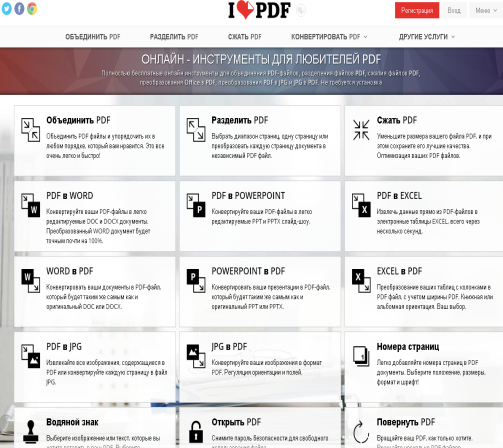 I PDF
Регистрация Вход Меню
ОБЪЕДИНИТЬ PDF РАЗДЕЛИТЬ PDF СЖАТЬ PDF КОНВЕРТИРОВАТЬ PDF ДРУГИЕ УСЛУГИ
ОНЛАЙН - ИНСТРУМЕНТЫ ДЛЯ ЛЮБИТЕЛЕЙ PDF
Полностью бесплатные онлайн инструменты для объединения PDF-файлов, разделения файлов PDF, сжатия файлов PDF,
преобразования Office в PDF, преобразования PDF в JPG и JPG в PDF. Не требуется установка
Объединить PDF
Объединить PDF файлы и упорядочить их в
любом порядке, который вам нравится. Это все
очень легко и быстро!
Разделить PDF
Выбрать диапазон страниц, одну страницу или
преобразовать каждую страницу документа в
независимый PDF файл.
Сжать PDF
Уменьшите размера вашего файла PDF, и при
этом сохраните его лучшие качества.
Оптимизация ваших PDF файлов.
PDF в WORD
Конвертируйте ваши PDF-файлы в легко
редактируемые DOC и DOCX документы.
Преобразованный WORD документ будет
точным почти на 100%.
PDF в POWERPOINT
Конвертируйте ваши PDF-файлы в легко
редактируемые PPT и PPTX слайд-шоу.
PDF в EXCEL
Извлечь данные прямо из PDF-файлов в
электронные таблицы EXCEL, всего через
несколько секунд.
WORD в PDF
Конвертировать ваши документы в PDF-файл,
который будет таким же самым как и
оригинальный DOC или DOCX.
POWERPOINT в PDF
Конвертировать ваши презентации в PDF-файл,
который будет таким же самым как и
оригинальный PPT или PPTX.
EXCEL в PDF
Преобразование ваших таблиц с колонками в
PDF файл, с учетом ширины PDF. Книжная или
альбомная ориентация. Ваш выбор.
PDF в JPG
Извлекайте все изображения, содержащиеся в
PDF или конвертируйте каждую страницу в файл
JPG.
JPG в PDF
Конвертируйте ваши изображения в формат
PDF. Регуляция ориентации и полей.
Номера страниц
Легко добавляйте номера страниц в PDF
документы. Выберите положение, размеры,
формат и шрифт!
Водяной знак
Выберите изображение или текст, которые вы
Открыть PDF
Снимите пароль безопасности для свободного
Повернуть PDF
Вращайте ваш PDF, как только хотите.